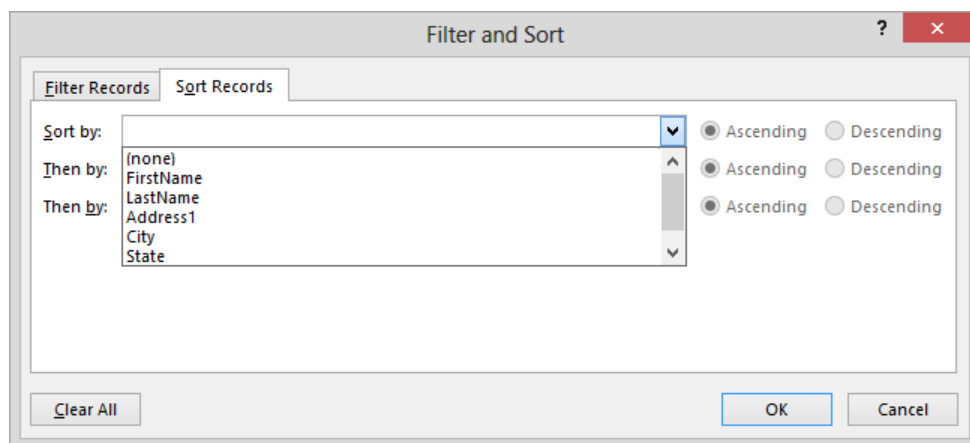 Filter and Sort ? ×
Filter Records Sort Records
Sort by: Ascending Descending
(none)
Then by: Ascending Descending
FirstName
LastName
Then by: Ascending Descending
Address1
City
State
Clear All OK Cancel